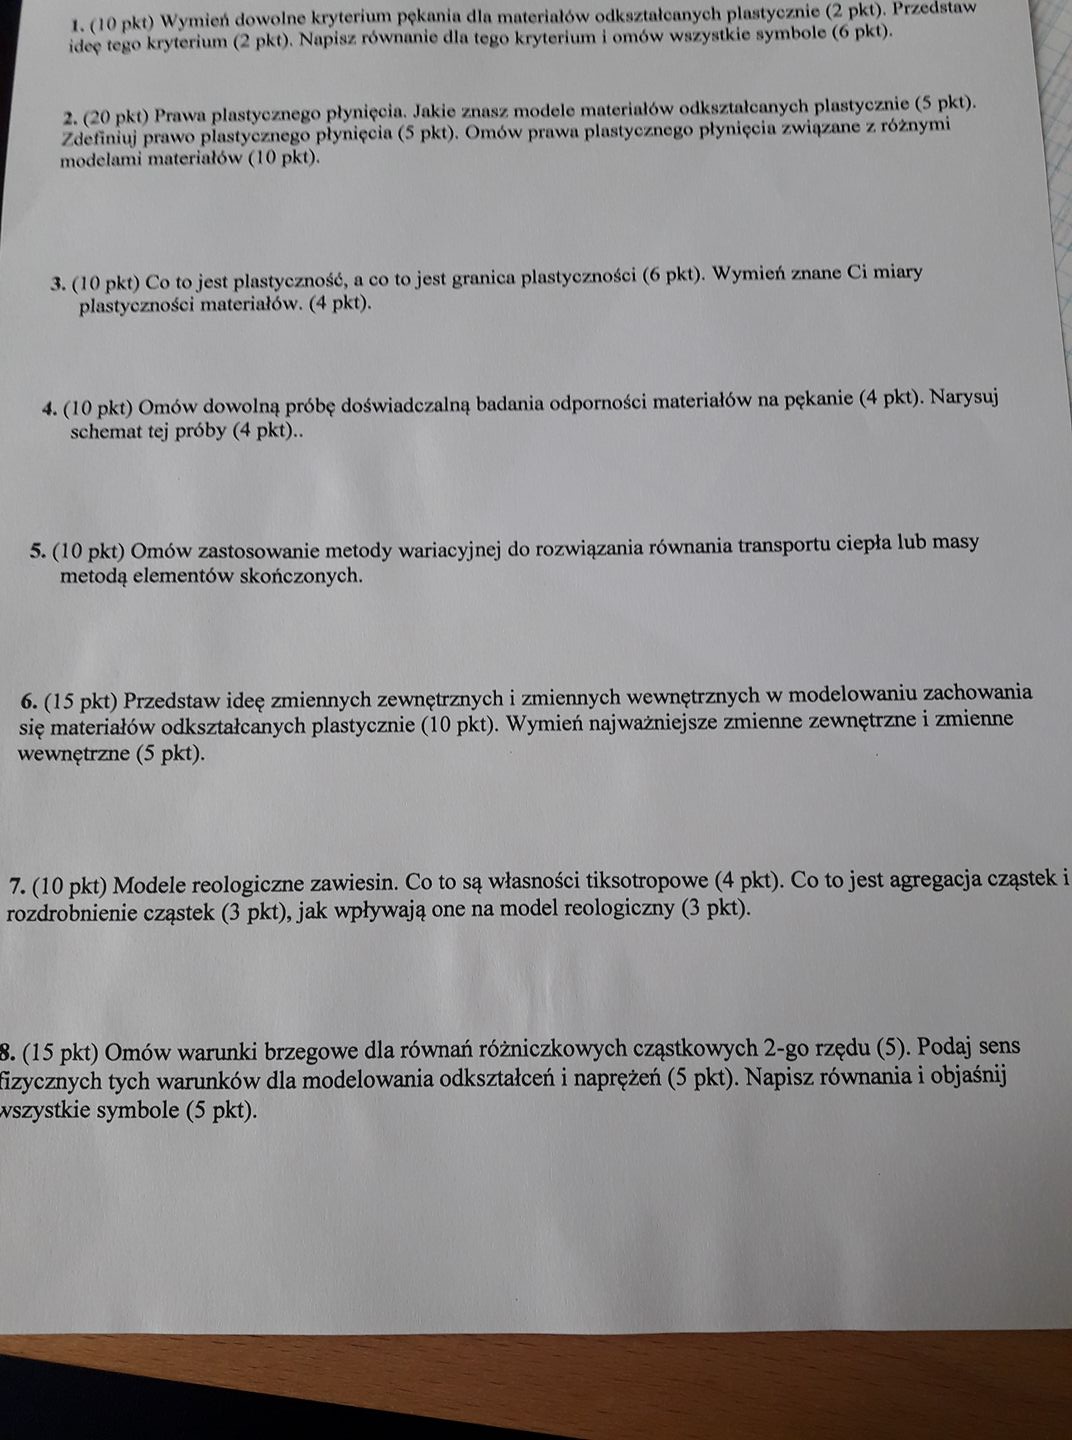 1. (10 pkt) Wymień dowolne kryterium pękania dla materiałów odkształcanych plastycznie (2 pkt). Przedstaw
ideę tego kryterium (2 pkt). Napisz równanie dla tego kryterium i omów wszystkie symbole (6 pkt).
2. (20 pkt) Prawa plastycznego płynięcia. Jakie znasz modele materiałów odkształcanych plastycznie (5 pkt).
Zdefiniuj prawo plastycznego płynięcia (5 pkt). Omów prawa plastycznego płynięcia związane z różnymi
modelami materiałów (10 pkt).
3. (10 pkt) Co to jest plastyczność, a co to jest granica plastyczności (6 pkt). Wymień znane Ci miary
plastyczności materiałów. (4 pkt).
4. (10 pkt) Omów dowolną próbę doświadczalną badania odporności materiałów na pękanie (4 pkt). Narysuj
schemat tej próby (4 pkt)..
5. (10 pkt) Omów zastosowanie metody wariacyjnej do rozwiązania równania transportu ciepła lub masy
metodą elementów skończonych.
6. (15 pkt) Przedstaw ideę zmiennych zewnętrznych i zmiennych wewnętrznych w modelowaniu zachowania
się materiałów odkształcanych plastycznie (10 pkt). Wymień najważniejsze zmienne zewnętrzne i zmienne
wewnętrzne (5 pkt).
7. (10 pkt) Modele reologiczne zawiesin. Co to są własności tiksotropowe (4 pkt). Co to jest agregacja cząstek i
rozdrobnienie cząstek (3 pkt), jak wpływają one na model reologiczny (3 pkt).
8. (15 pkt) Omów warunki brzegowe dla równań różniczkowych cząstkowych 2-go rzędu (5). Podaj sens
fizycznych tych warunków dla modelowania odkształceń i naprężeń (5 pkt). Napisz równania i objaśnij
wszystkie symbole (5 pkt).